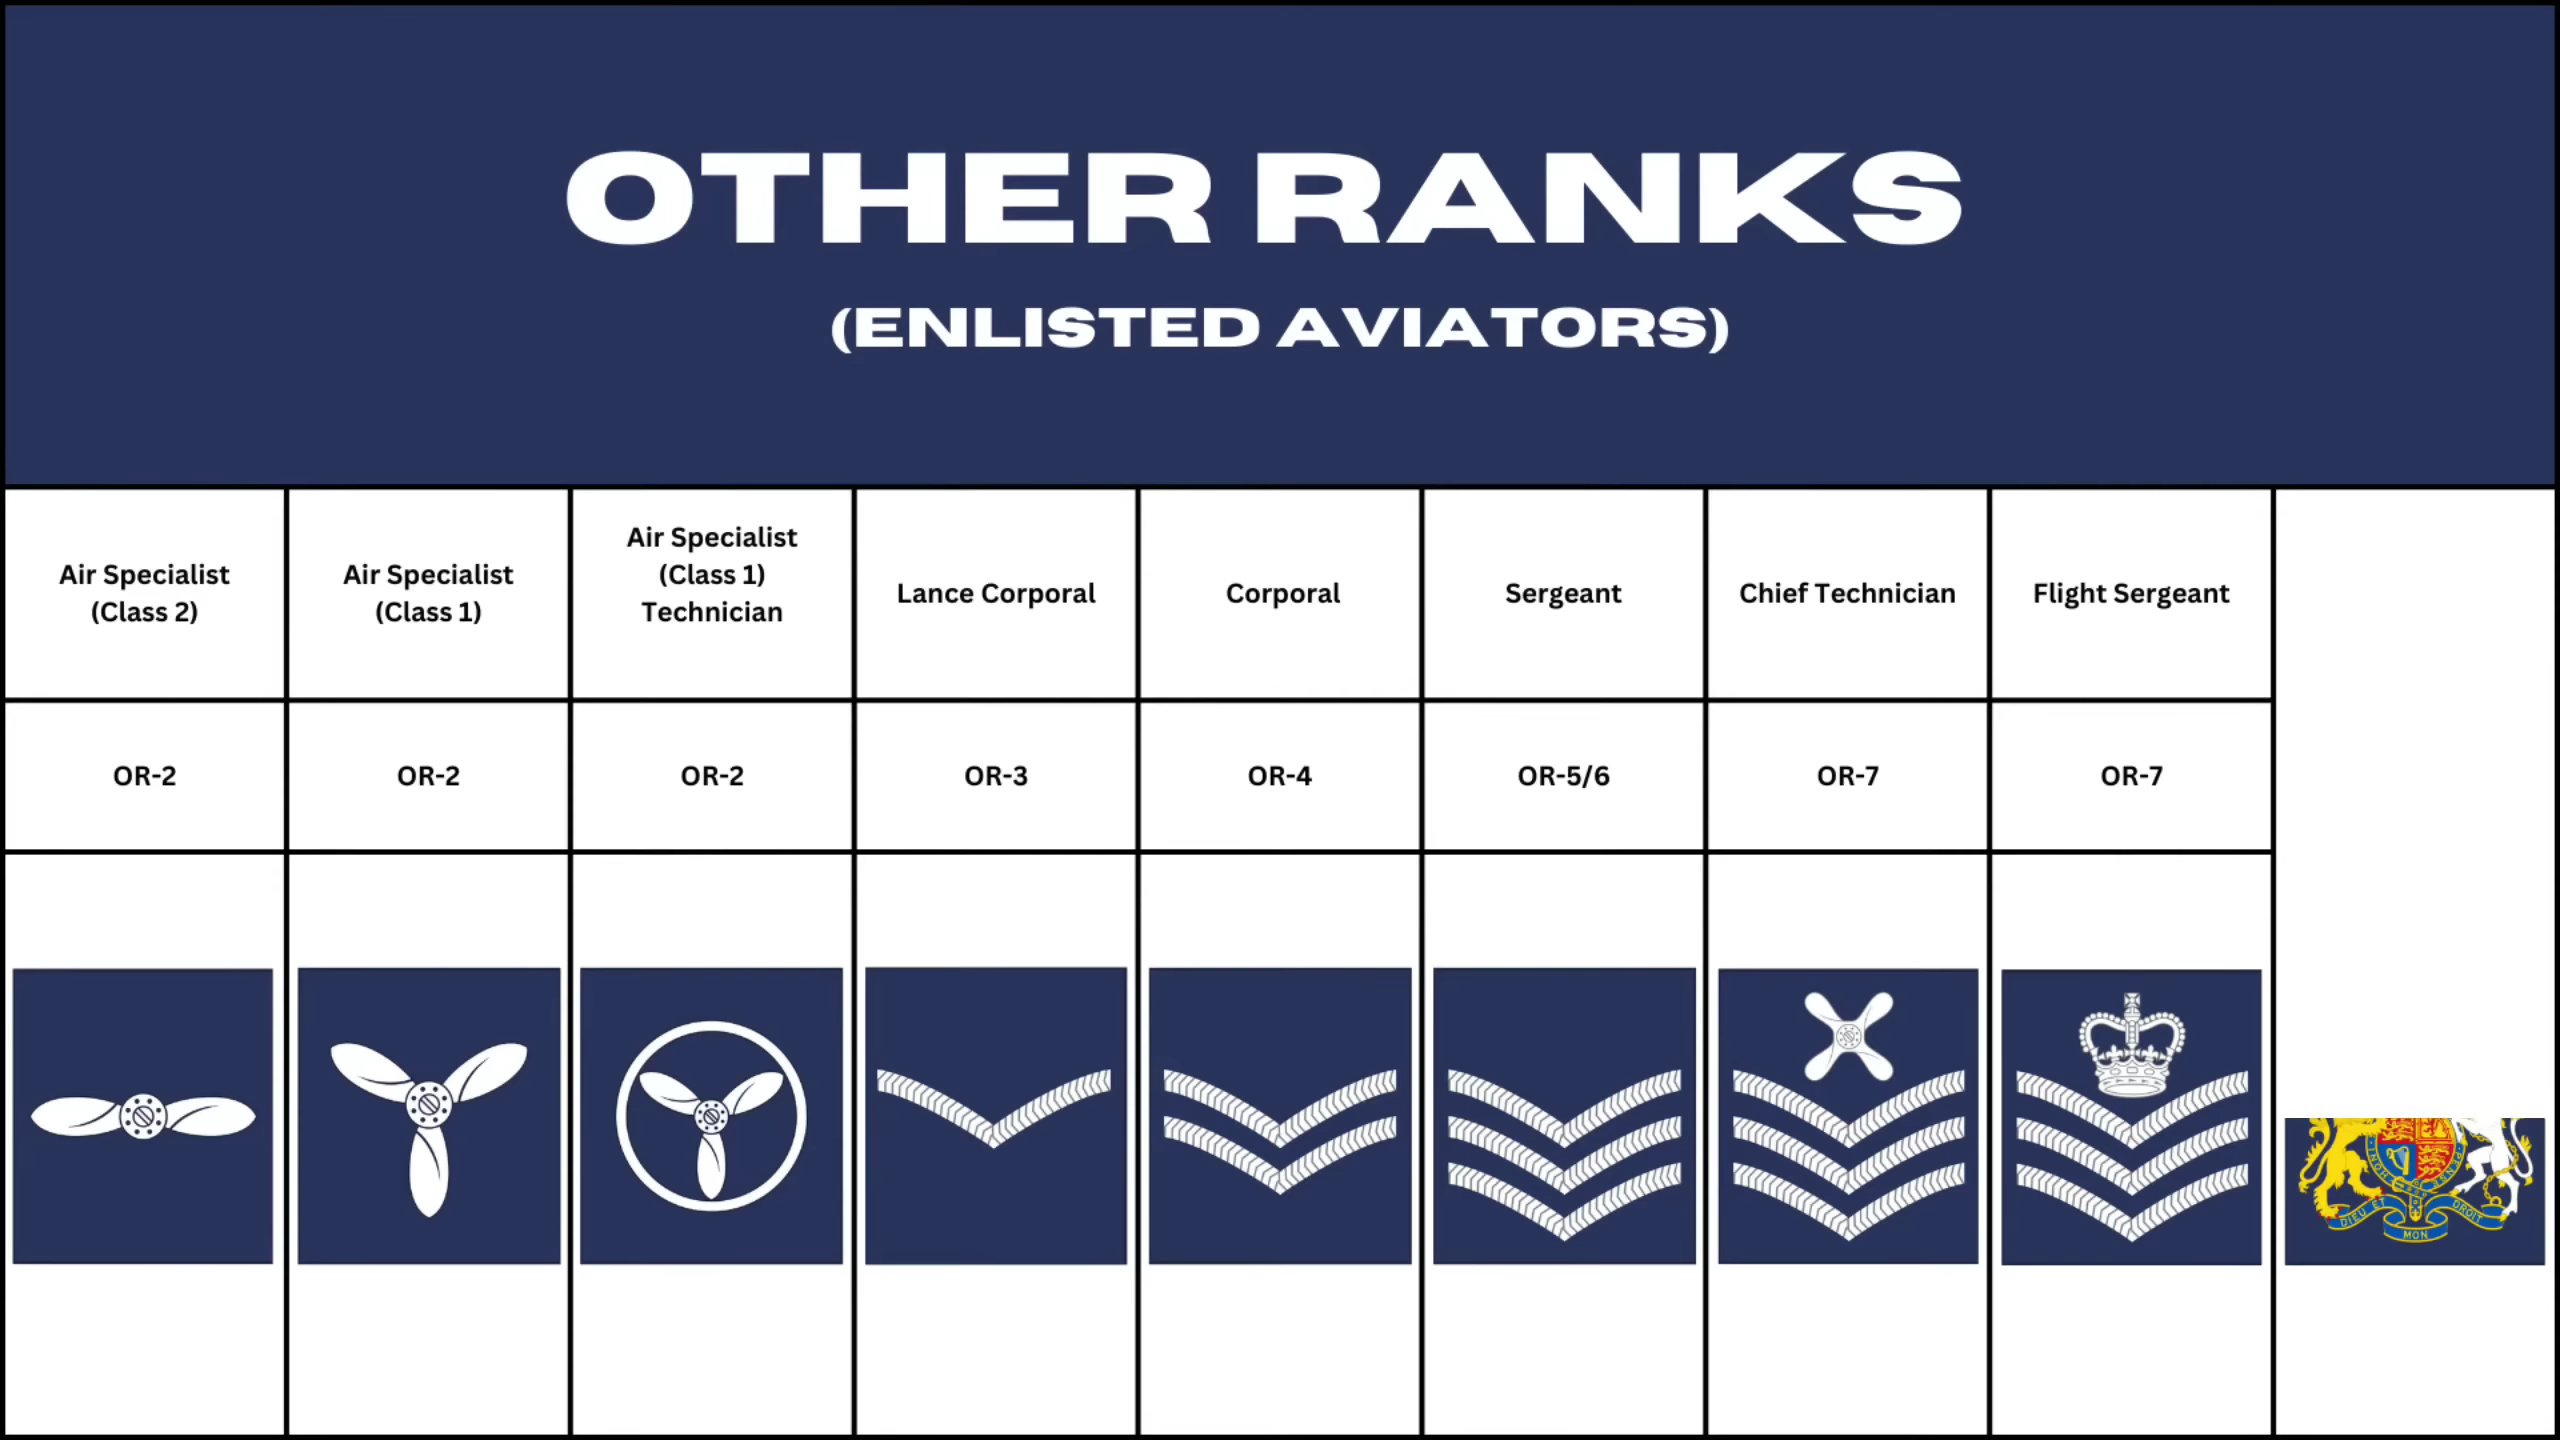 OTHER RANKS
(ENLISTED AVIATORS)
Air Specialist
(Class 2)
Air Specialist
(Class 1)
Air Specialist
(Class 1)
Technician
Lance Corporal
Corporal
Sergeant
Chief Technician
Flight Sergeant
OR-2
OR-2
OR-2
OR-3
OR-4
OR-5/6
OR-7
OR-7
DIEU ET
MON
DROIT